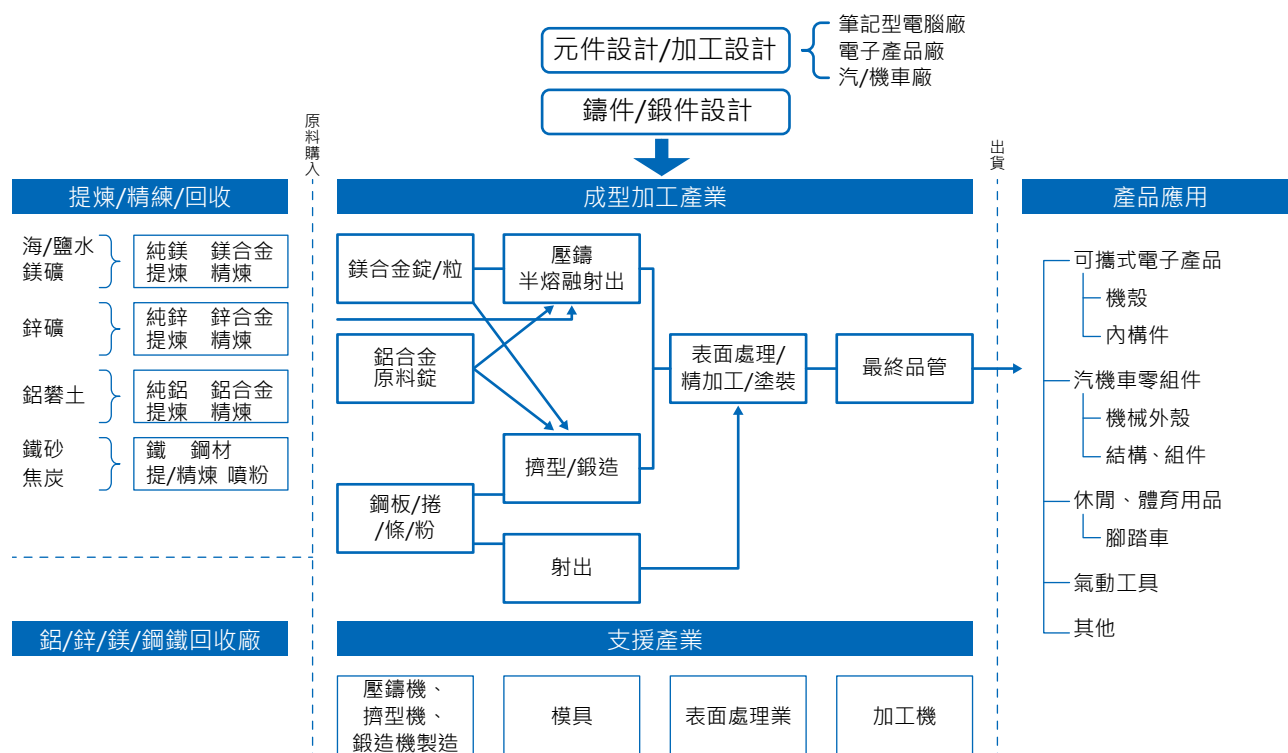 元件設計/加工設計
筆記型電腦廠
電子產品廠
汽/機車廠
鑄件/鍛件設計
原料購入
出貨
提煉/精練/回收
海/鹽水
鎂礦
純鎂 鎂合金
提煉 精煉
鋅礦
純鋅 鋅合金
提煉 精煉
鋁礬土
純鋁 鋁合金
提煉 精煉
鐵砂
焦炭
鐵 鋼材
提/精煉 噴粉
鋁/鋅/鎂/鋼鐵回收廠
成型加工產業
鎂合金錠/粒
壓鑄
半熔融射出
鋁合金
原料錠
表面處理/
精加工/塗裝
最終品管
擠型/鍛造
鋼板/捲
/條/粉
射出
支援產業
壓鑄機、
擠型機、
鍛造機製造
模具
表面處理業
加工機
產品應用
可攜式電子產品
機殼
內構件
汽機車零組件
機械外殼
結構、組件
休閒、體育用品
腳踏車
氣動工具
其他